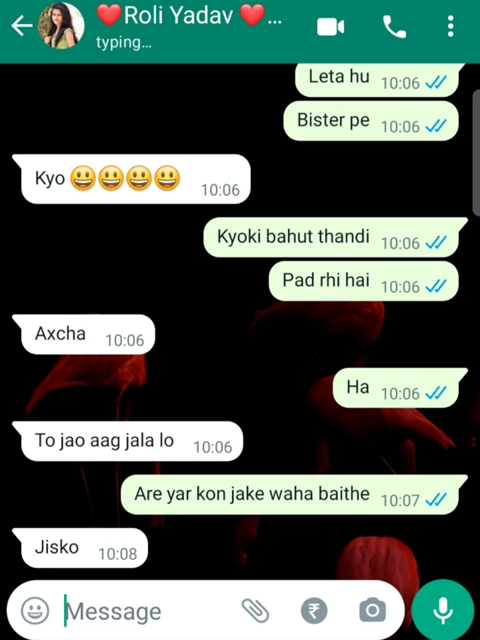 ❤️Roli Yadav ❤️...
typing...
Leta hu 10:06
Bister pe 10:06
Kyo 😃😃😃😃 10:06
Kyoki bahut thandi 10:06
Pad rhi hai 10:06
Axcha 10:06
Ha 10:06
To jao aag jala lo 10:06
Are yar kon jake waha baithe 10:07
Jisko 10:08
Message